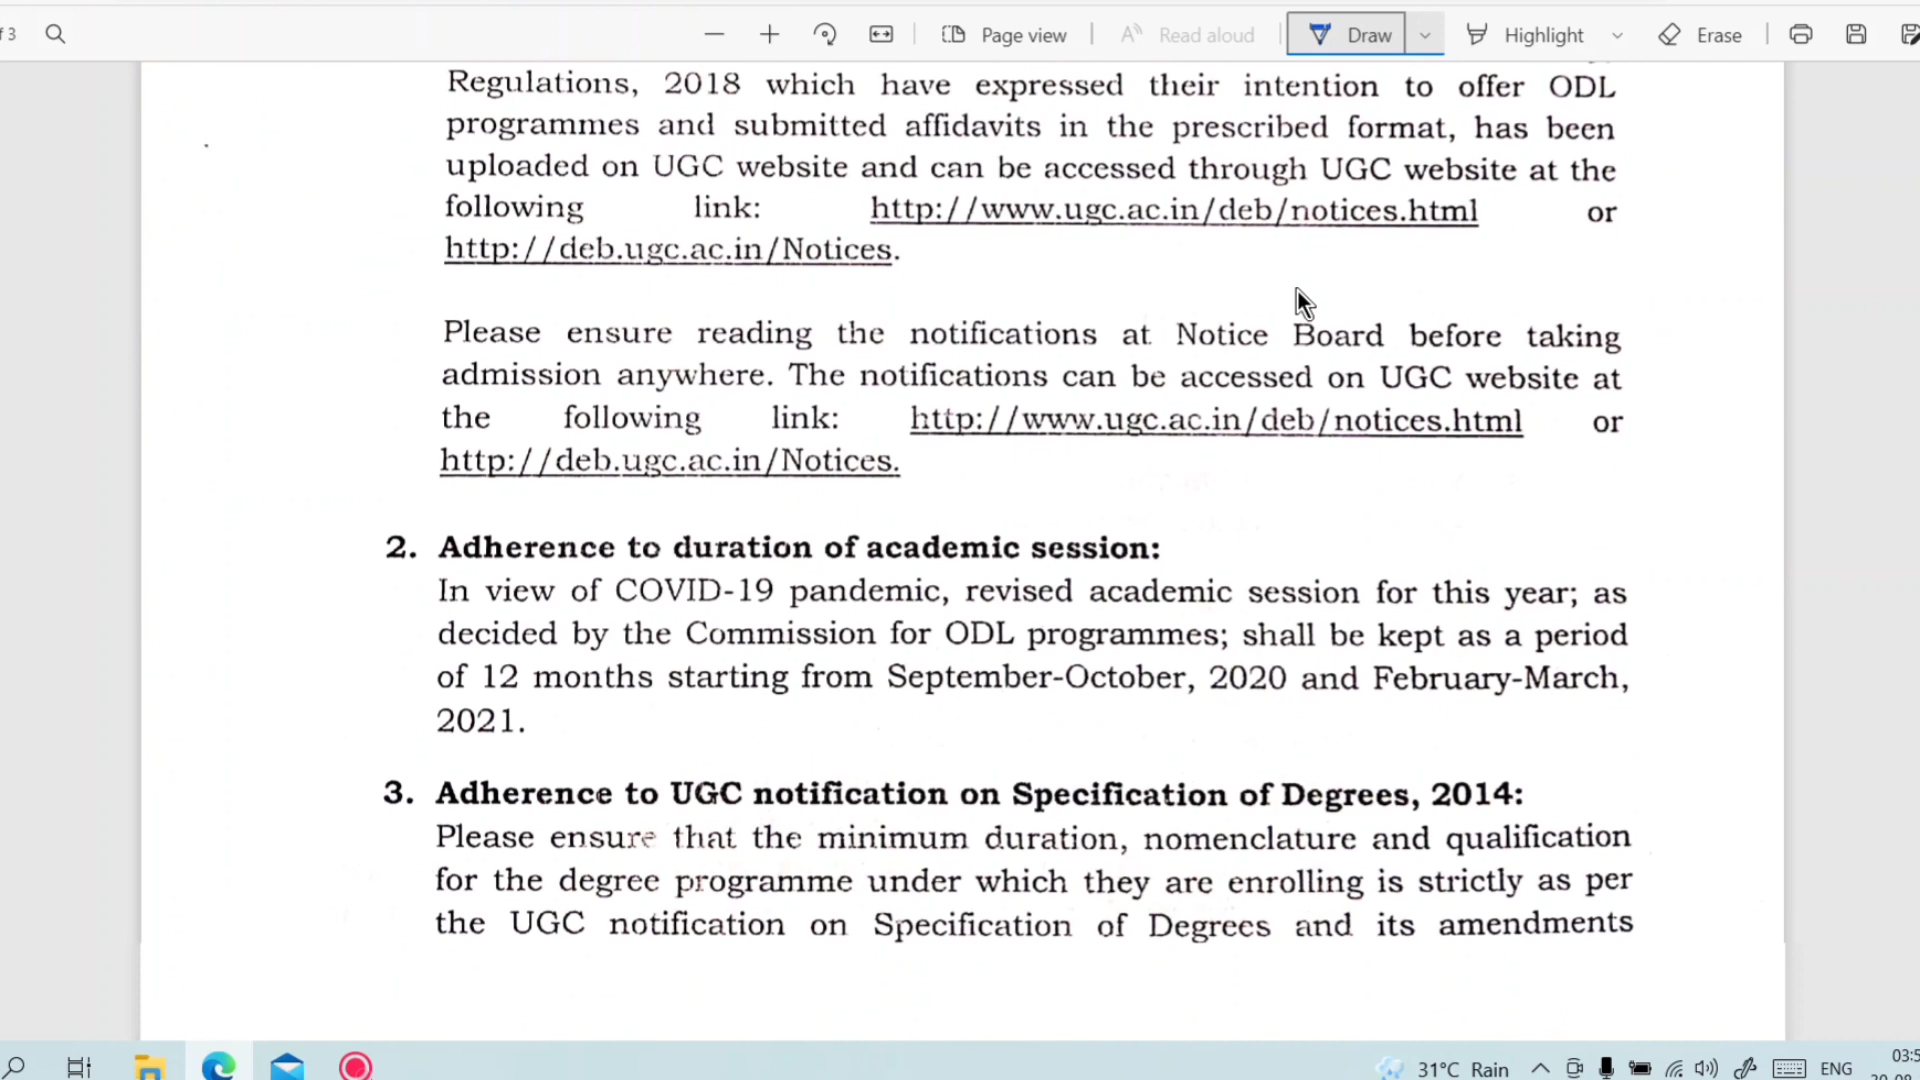 f 3
Page view
Read aloud
Draw
Highlight
Erase
Regulations, 2018 which have expressed their intention to offer ODL
programmes and submitted affidavits in the prescribed format, has been
uploaded on UGC website and can be accessed through UGC website at the
following link: http://www.ugc.ac.in/deb/notices.html or
http://deb.ugc.ac.in/Notices.
Please ensure reading the notifications at Notice Board before taking
admission anywhere. The notifications can be accessed on UGC website at
the following link: http://www.ugc.ac.in/deb/notices.html or
http://deb.ugc.ac.in/Notices.
2. Adherence to duration of academic session:
In view of COVID-19 pandemic, revised academic session for this year; as
decided by the Commission for ODL programmes; shall be kept as a period
of 12 months starting from September-October, 2020 and February-March,
2021.
3. Adherence to UGC notification on Specification of Degrees, 2014:
Please ensure that the minimum duration, nomenclature and qualification
for the degree programme under which they are enrolling is strictly as per
the UGC notification on Specification of Degrees and its amendments
31°C Rain
ENG
03:5